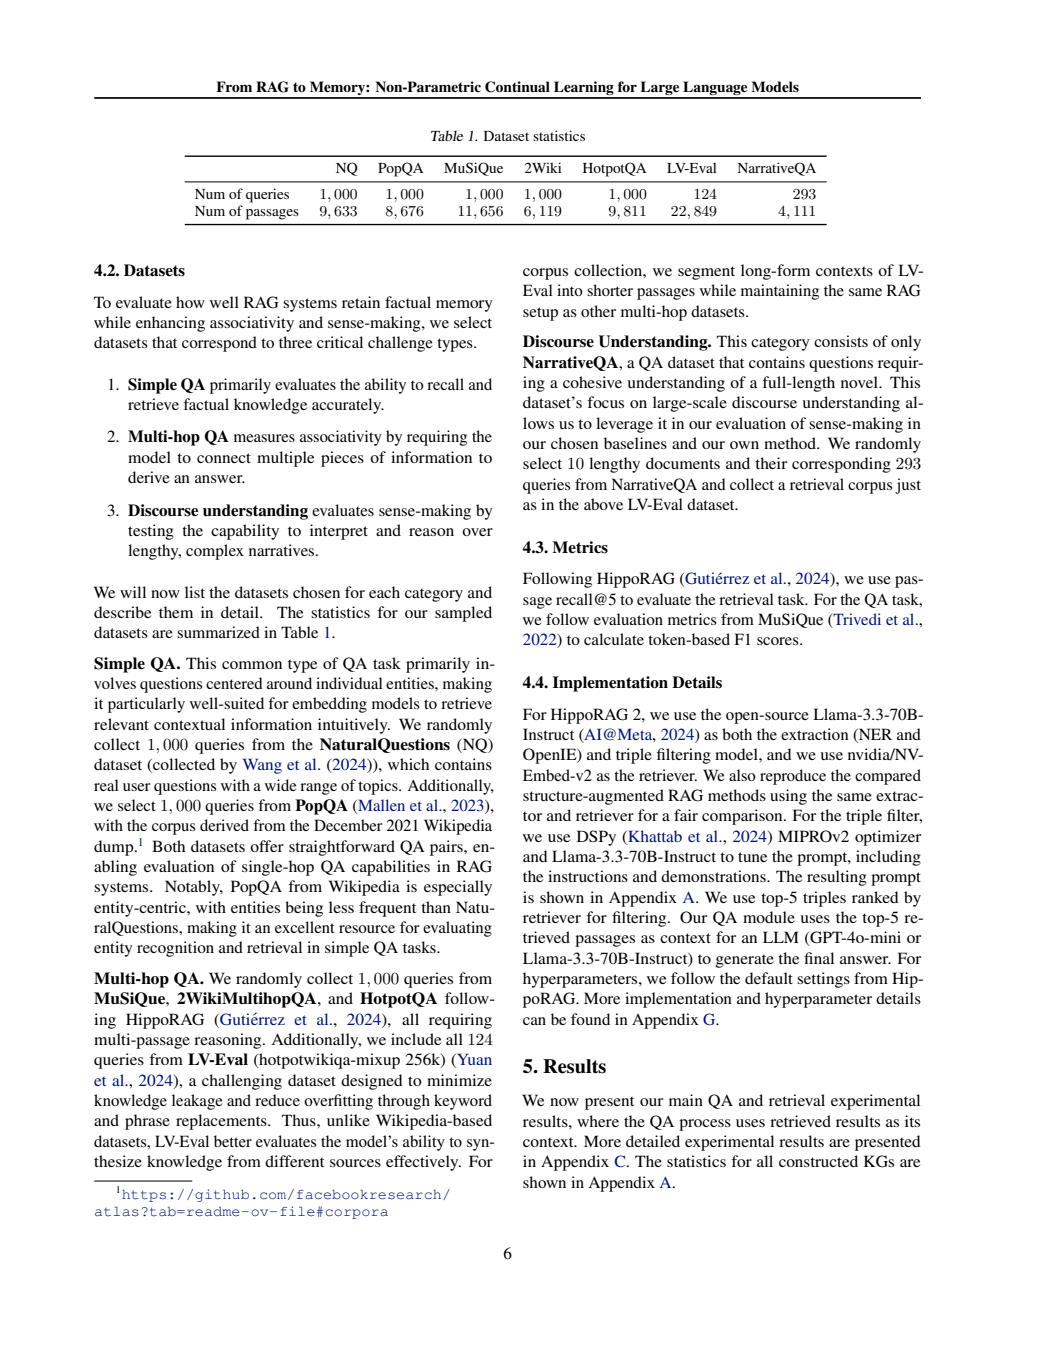 From RAG to Memory: Non-Parametric Continual Learning for Large Language Models
Table 1. Dataset statistics
NQ PopQA MuSiQue 2Wiki HotpotQA LV-Eval NarrativeQA
Num of queries 1,000 1,000 1,000 1,000 1,000 124 293
Num of passages 9,633 8,676 11,656 6,119 9,811 22,849 4,111
4.2. Datasets
To evaluate how well RAG systems retain factual memory
while enhancing associativity and sense-making, we select
datasets that correspond to three critical challenge types.
1. Simple QA primarily evaluates the ability to recall and
retrieve factual knowledge accurately.
2. Multi-hop QA measures associativity by requiring the
model to connect multiple pieces of information to
derive an answer.
3. Discourse understanding evaluates sense-making by
testing the capability to interpret and reason over
lengthy, complex narratives.
We will now list the datasets chosen for each category and
describe them in detail. The statistics for our sampled
datasets are summarized in Table 1.
Simple QA. This common type of QA task primarily in-
volves questions centered around individual entities, making
it particularly well-suited for embedding models to retrieve
relevant contextual information intuitively. We randomly
collect 1,000 queries from the NaturalQuestions (NQ)
dataset (collected by Wang et al. (2024)), which contains
real user questions with a wide range of topics. Additionally,
we select 1,000 queries from PopQA (Mallen et al., 2023),
with the corpus derived from the December 2021 Wikipedia
dump.1 Both datasets offer straightforward QA pairs, en-
abling evaluation of single-hop QA capabilities in RAG
systems. Notably, PopQA from Wikipedia is especially
entity-centric, with entities being less frequent than Natu-
ralQuestions, making it an excellent resource for evaluating
entity recognition and retrieval in simple QA tasks.
Multi-hop QA. We randomly collect 1,000 queries from
MuSiQue, 2WikiMultihopQA, and HotpotQA follow-
ing HippoRAG (Gutiérrez et al., 2024), all requiring
multi-passage reasoning. Additionally, we include all 124
queries from LV-Eval (hotpotwikiqa-mixup 256k) (Yuan
et al., 2024), a challenging dataset designed to minimize
knowledge leakage and reduce overfitting through keyword
and phrase replacements. Thus, unlike Wikipedia-based
datasets, LV-Eval better evaluates the model's ability to syn-
thesize knowledge from different sources effectively. For
1https://github.com/facebookresearch/
atlas?tab=readme-ov-file#corpora
corpus collection, we segment long-form contexts of LV-
Eval into shorter passages while maintaining the same RAG
setup as other multi-hop datasets.
Discourse Understanding. This category consists of only
NarrativeQA, a QA dataset that contains questions requir-
ing a cohesive understanding of a full-length novel. This
dataset's focus on large-scale discourse understanding al-
lows us to leverage it in our evaluation of sense-making in
our chosen baselines and our own method. We randomly
select 10 lengthy documents and their corresponding 293
queries from NarrativeQA and collect a retrieval corpus just
as in the above LV-Eval dataset.
4.3. Metrics
Following HippoRAG (Gutiérrez et al., 2024), we use pas-
sage recall@5 to evaluate the retrieval task. For the QA task,
we follow evaluation metrics from MuSiQue (Trivedi et al.,
2022) to calculate token-based F1 scores.
4.4. Implementation Details
For HippoRAG 2, we use the open-source Llama-3.3-70B-
Instruct (AI@Meta, 2024) as both the extraction (NER and
OpenIE) and triple filtering model, and we use nvidia/NV-
Embed-v2 as the retriever. We also reproduce the compared
structure-augmented RAG methods using the same extrac-
tor and retriever for a fair comparison. For the triple filter,
we use DSPy (Khattab et al., 2024) MIPROv2 optimizer
and Llama-3.3-70B-Instruct to tune the prompt, including
the instructions and demonstrations. The resulting prompt
is shown in Appendix A. We use top-5 triples ranked by
retriever for filtering. Our QA module uses the top-5 re-
trieved passages as context for an LLM (GPT-4o-mini or
Llama-3.3-70B-Instruct) to generate the final answer. For
hyperparameters, we follow the default settings from Hip-
poRAG. More implementation and hyperparameter details
can be found in Appendix G.
5. Results
We now present our main QA and retrieval experimental
results, where the QA process uses retrieved results as its
context. More detailed experimental results are presented
in Appendix C. The statistics for all constructed KGs are
shown in Appendix A.
6